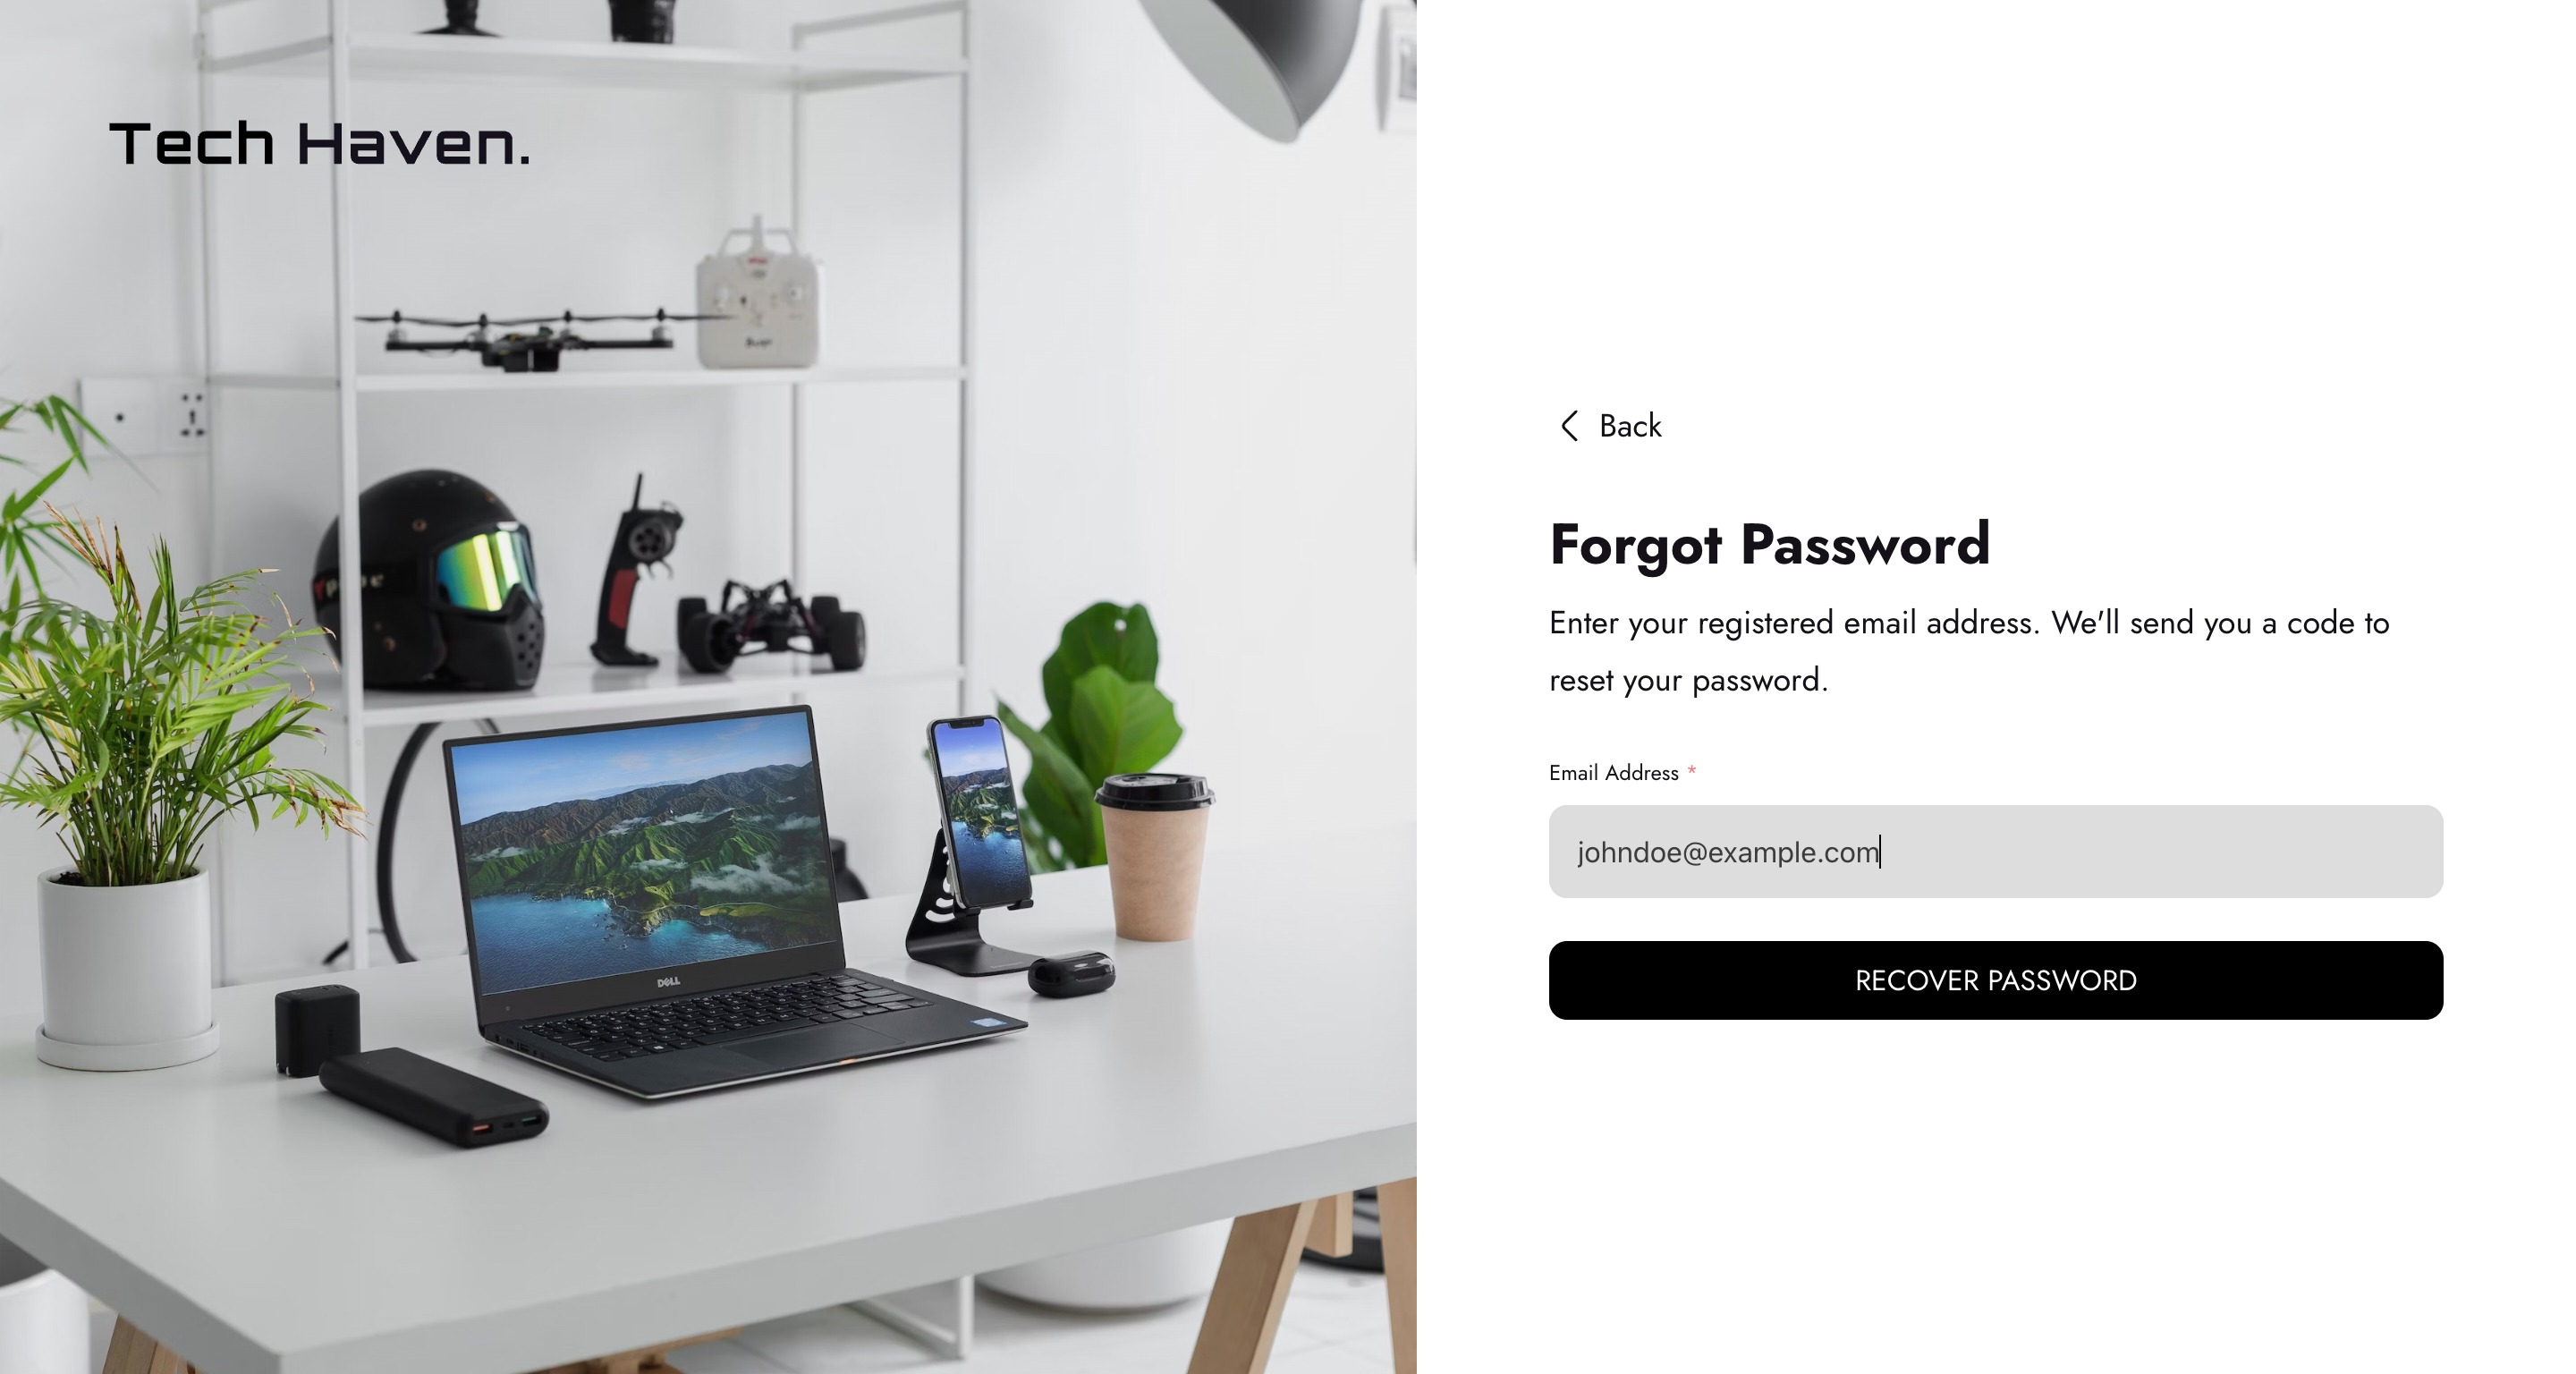 Tech Haven.
DELL
Back
Forgot Password
Enter your registered email address. We'll send you a code to
reset your password.
Email Address *
johndoe@example.com
RECOVER PASSWORD